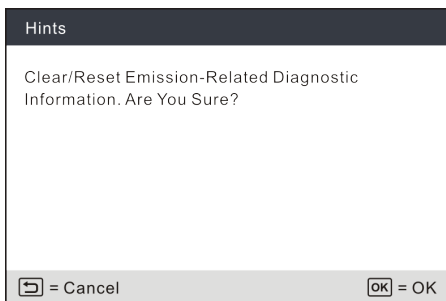 Hints
Clear/Reset Emission-Related Diagnostic
Information. Are You Sure?
= Cancel
OK = OK